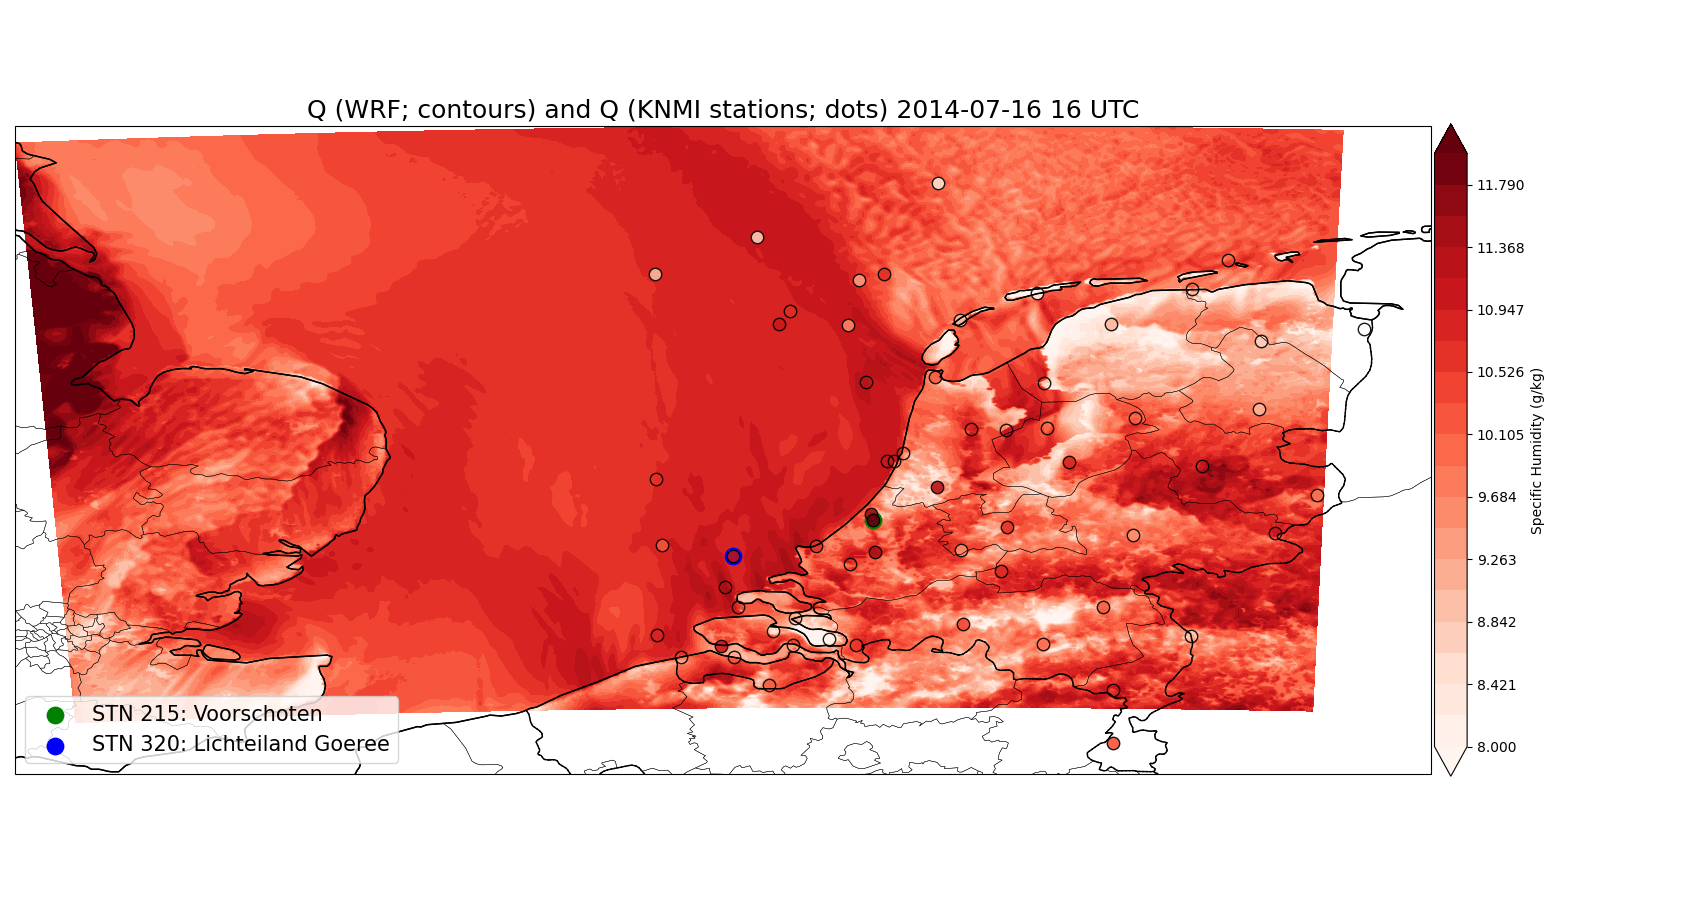 Q (WRF; contours) and Q (KNMI stations; dots) 2014-07-16 16 UTC
11.790
11.368
10.947
10.526
10.105
9.684
9.263
8.842
8.421
8.000
Specific Humidity (g/kg)
STN 215: Voorschoten
STN 320: Lichteiland Goeree